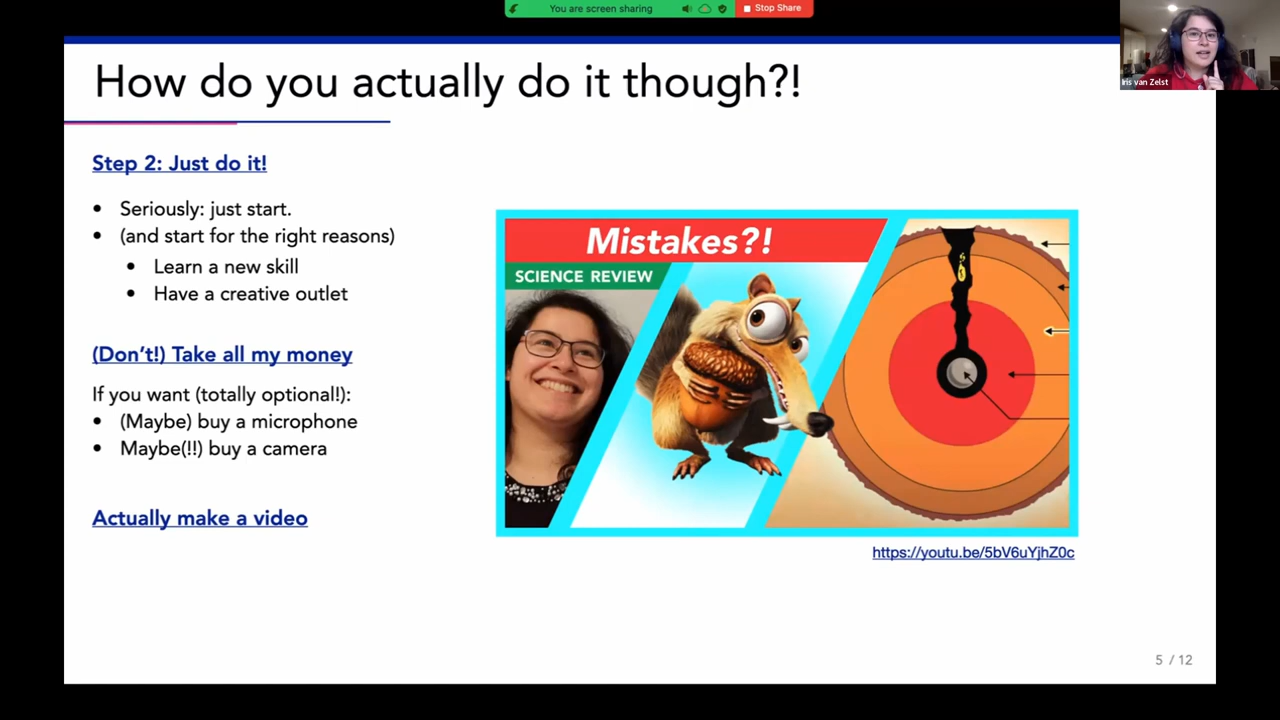 You are screen sharing
Stop Share
Iris van Zelst
How do you actually do it though?!
Step 2: Just do it!
• Seriously: just start.
• (and start for the right reasons)
• Learn a new skill
• Have a creative outlet
(Don't!) Take all my money
If you want (totally optional!):
• (Maybe) buy a microphone
• Maybe(!!) buy a camera
Actually make a video
Mistakes?!
SCIENCE REVIEW
https://youtu.be/5bV6uYjhZ0c
5 / 12